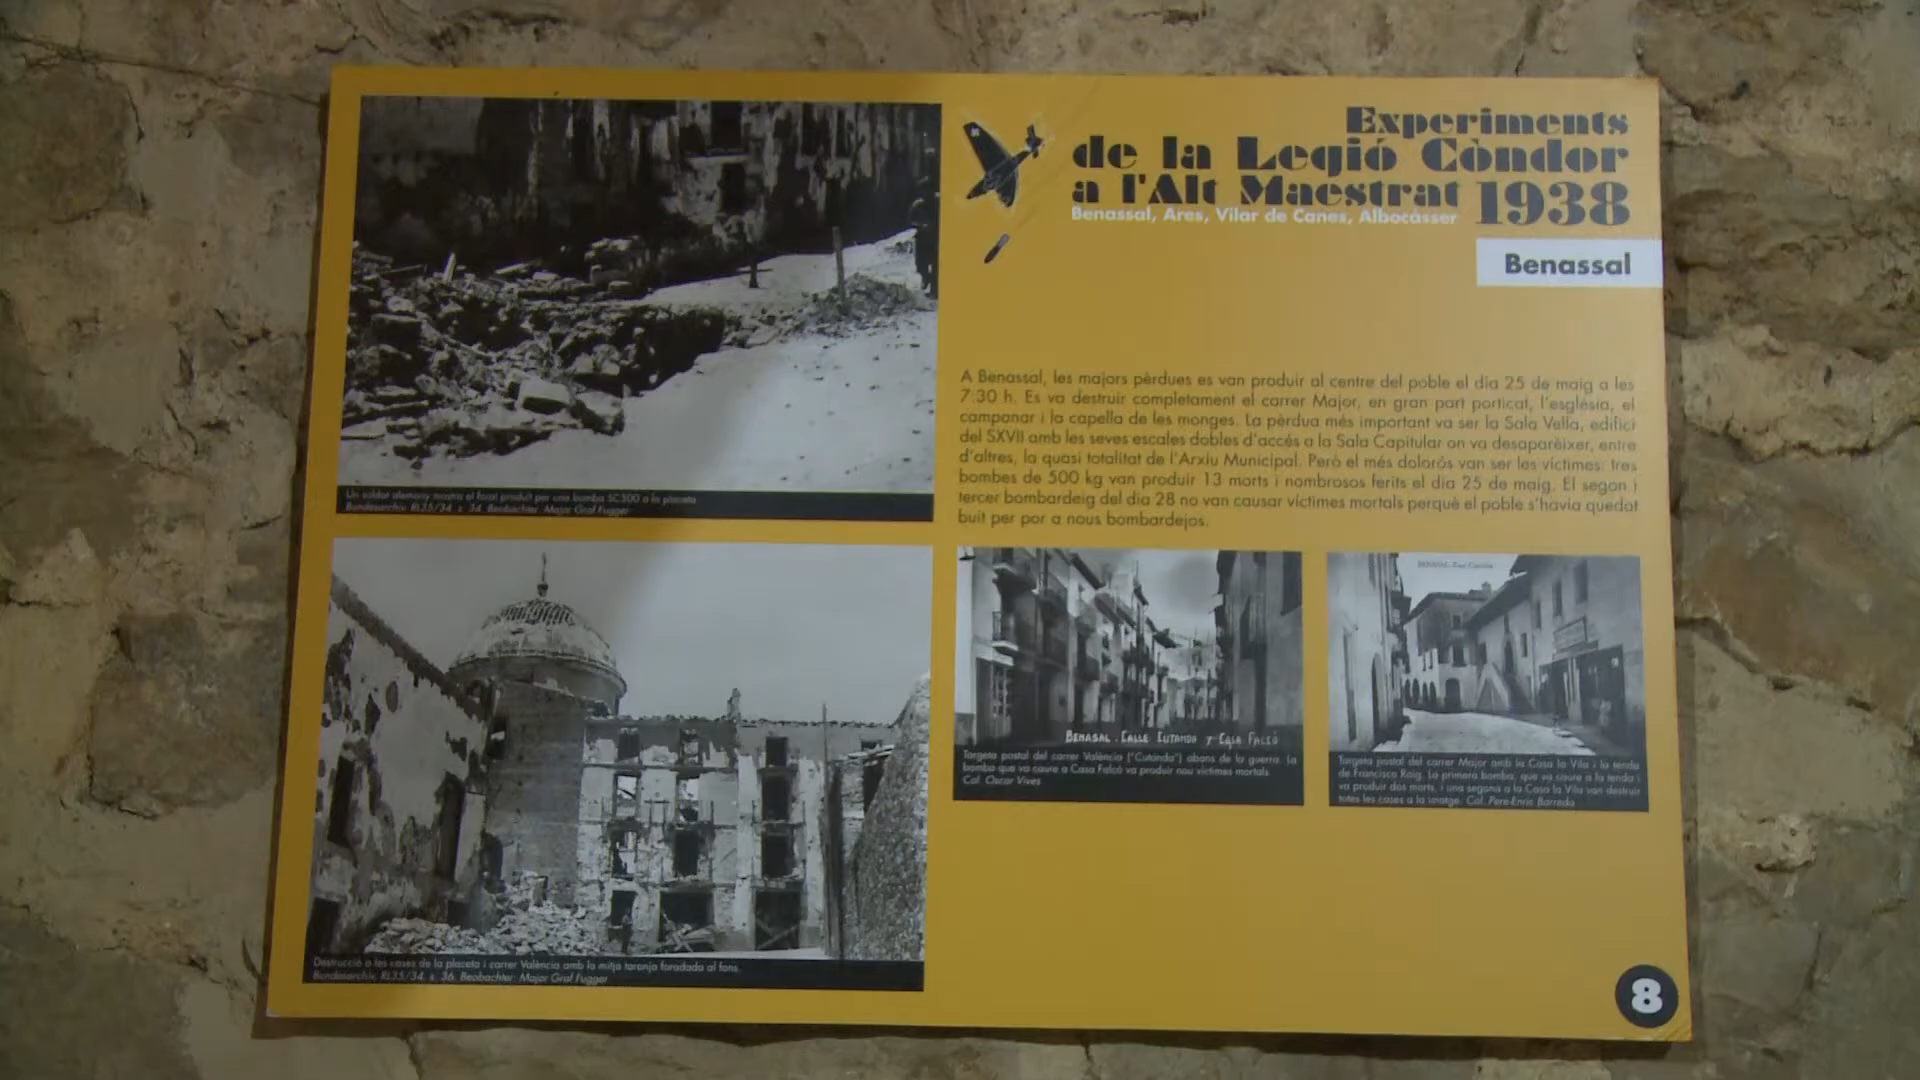 Experiments
de la Legió Còndor
a l'Alt Maestrat 1938
Benassal, Ares, Vilar de Canes, Albocàsser
Benassal
A Benassal, les majors pèrdues es van produir al centre del poble el dia 25 de maig a les
7:30 h. Es va destruir completament el carrer Major, en gran part porticat, l'església, el
campanar i la capella de les monges. La pèrdua més important va ser la Sala Vella, edifici
del SXVII amb les seves escales dobles d'accés a la Sala Capitular on va desaparèixer, entre
d'altres, la quasi totalitat de l'Arxiu Municipal. Però el més dolorós van ser les víctimes: tres
bombes de 500 kg van produir 13 morts i nombrosos ferits el dia 25 de maig. El segon i
tercer bombardeig del dia 28 no van causar víctimes mortals perquè el poble s'havia quedat
buit per por a nous bombardejos.
Un soldat alemany mostra el forat produït per una bomba SC500 a la placeta
Bundesarchiv, RL35/34, s. 34. Beobachter: Major Graf Fugger
Destrucció a les cases de la placeta i carrer València amb la mitja taronja foradada al fons.
Bundesarchiv, RL35/34, s. 36. Beobachter: Major Graf Fugger
BENASAL . CALLE CUTANDA Y CASA FALCÓ
Targeta postal del carrer València ("Cutanda") abans de la guerra. La
bomba que va caure a Casa Falcó va produir nou víctimes mortals.
Col. Oscar Vives
BENASAL
Targeta postal del carrer Major amb la Casa la Vila i la tenda
de Francisco Roig. La primera bomba, que va caure a la tenda i
va produir dos morts, i una segona a la Casa la Vila van destruir
totes les cases a la imatge. Col. Pere-Enric Barreda
8